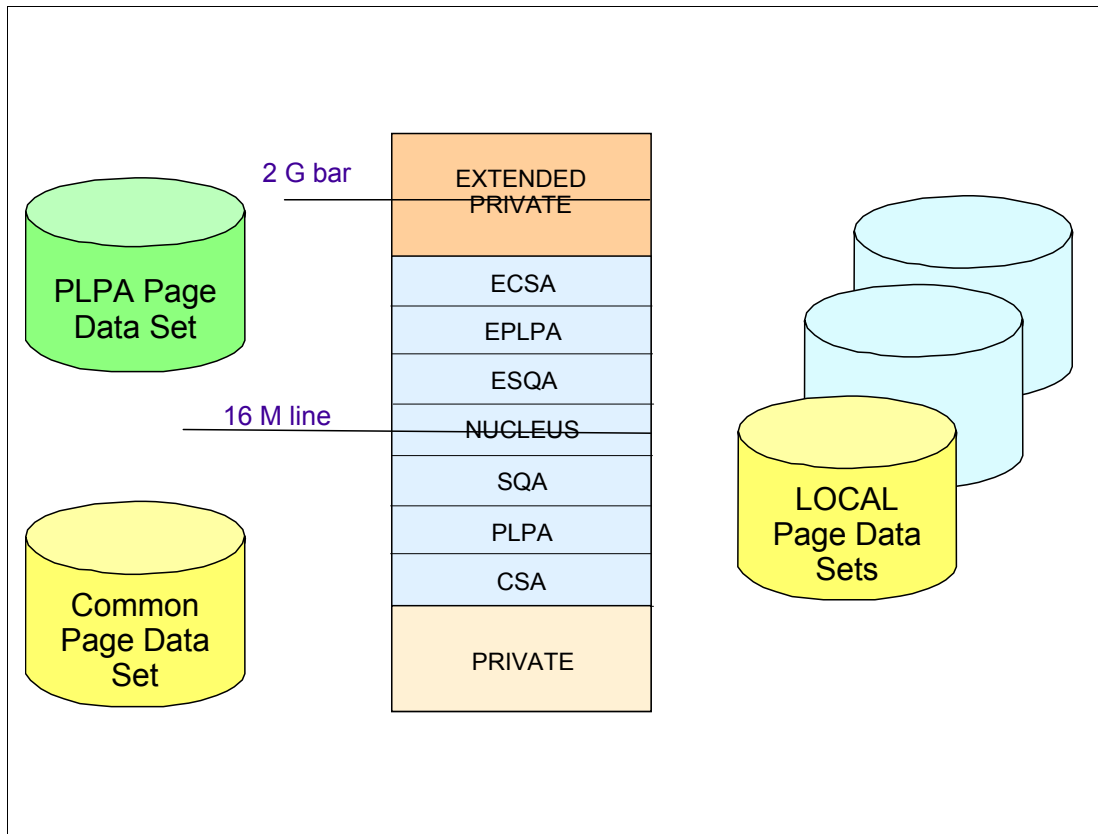 2 G bar
EXTENDED
PRIVATE
PLPA Page
Data Set
ECSA
EPLPA
ESQA
16 M line
NUCLEUS
SQA
PLPA
CSA
PRIVATE
Common
Page Data
Set
LOCAL
Page Data
Sets